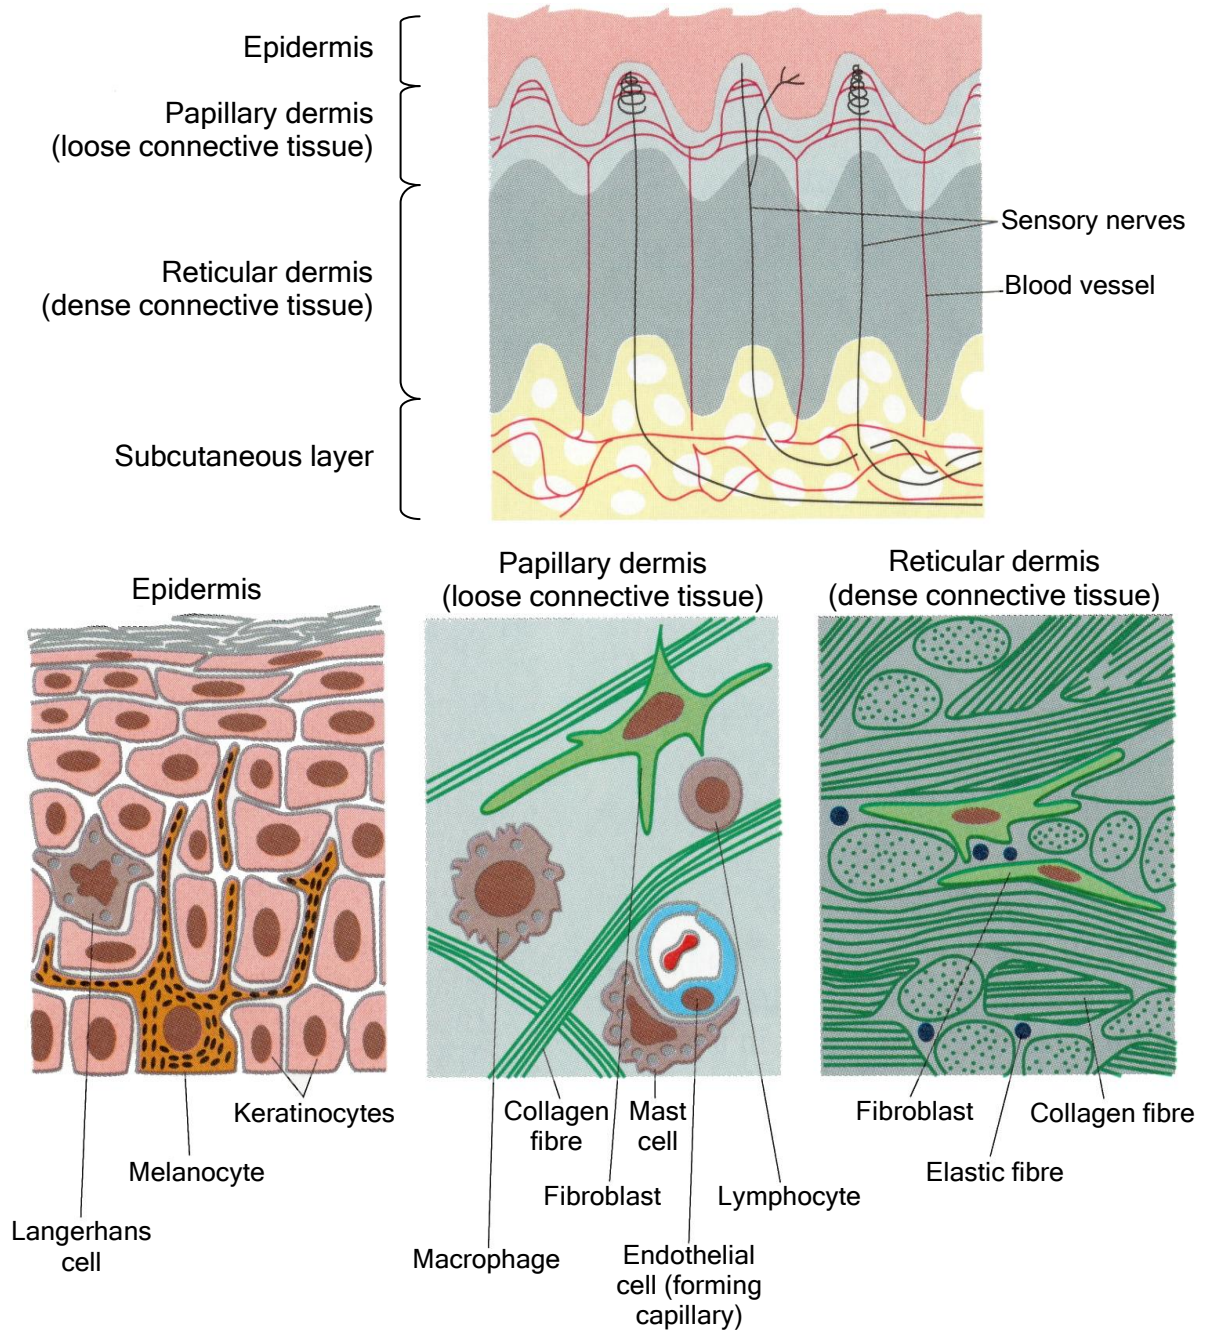 Epidermis
Papillary dermis
(loose connective tissue)
Reticular dermis
(dense connective tissue)
Subcutaneous layer
Sensory nerves
Blood vessel
Epidermis
Papillary dermis
(loose connective tissue)
Reticular dermis
(dense connective tissue)
Keratinocytes
Melanocyte
Langerhans
cell
Collagen
fibre
Mast
cell
Fibroblast
Lymphocyte
Macrophage
Endothelial
cell (forming
capillary)
Fibroblast
Collagen fibre
Elastic fibre